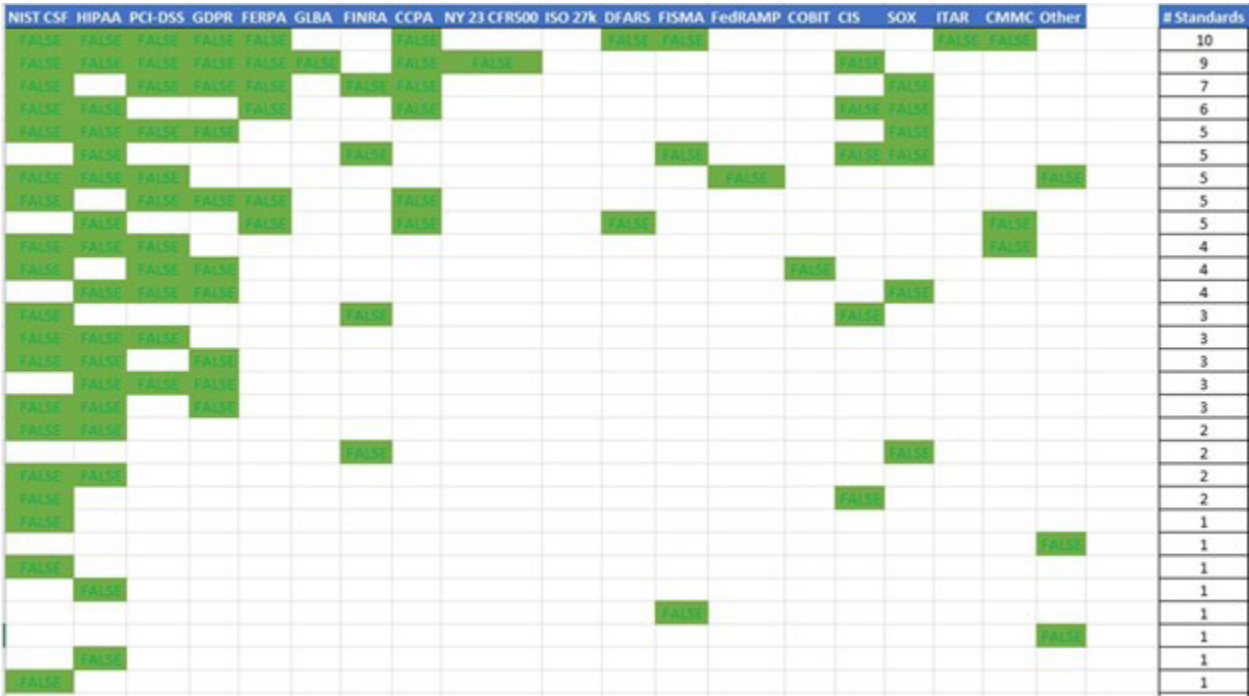 NIST CSF HIPAA PCI-DSS GDPR FERPA GLBA FINRA CCPA NY 23 CFR500 ISO 27k DFARS FISMA FedRAMP COBIT CIS SOX ITAR CMMC Other # Standards
FALSE FALSE FALSE FALSE FALSE FALSE FALSE FALSE FALSE FALSE 10
FALSE FALSE FALSE FALSE FALSE FALSE FALSE FALSE FALSE 9
FALSE FALSE FALSE FALSE FALSE FALSE FALSE 7
FALSE FALSE FALSE FALSE FALSE FALSE 6
FALSE FALSE FALSE FALSE FALSE 5
FALSE FALSE FALSE FALSE FALSE 5
FALSE FALSE FALSE FALSE FALSE 5
FALSE FALSE FALSE FALSE FALSE 5
FALSE FALSE FALSE FALSE FALSE 5
FALSE FALSE FALSE FALSE 4
FALSE FALSE FALSE FALSE 4
FALSE FALSE FALSE FALSE 4
FALSE FALSE FALSE 3
FALSE FALSE FALSE 3
FALSE FALSE FALSE 3
FALSE FALSE FALSE 3
FALSE FALSE FALSE 3
FALSE FALSE 2
FALSE FALSE 2
FALSE FALSE 2
FALSE FALSE 2
FALSE 1
FALSE 1
FALSE 1
FALSE 1
FALSE 1
FALSE 1
FALSE 1
FALSE 1